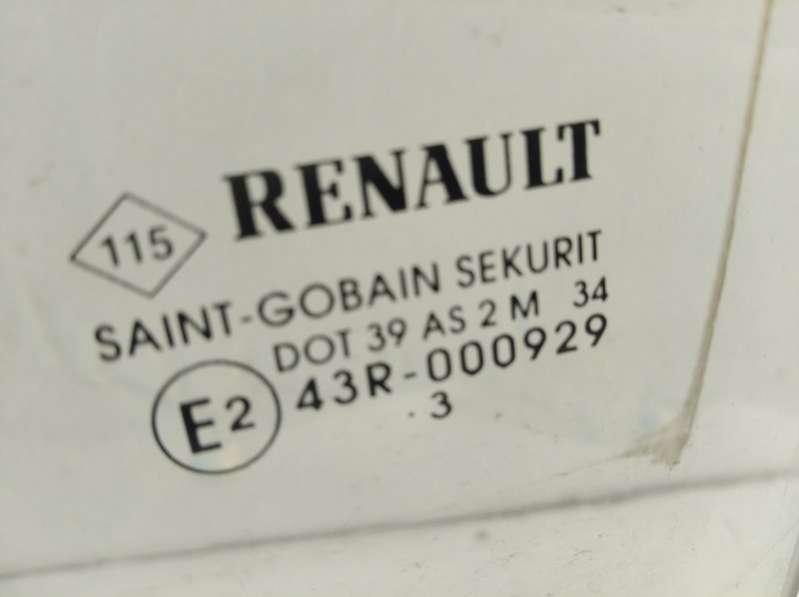 RENAULT
115
SAINT-GOBAIN SEKURIT
DOT 39 AS 2 M 34
E2 43R-000929
. 3